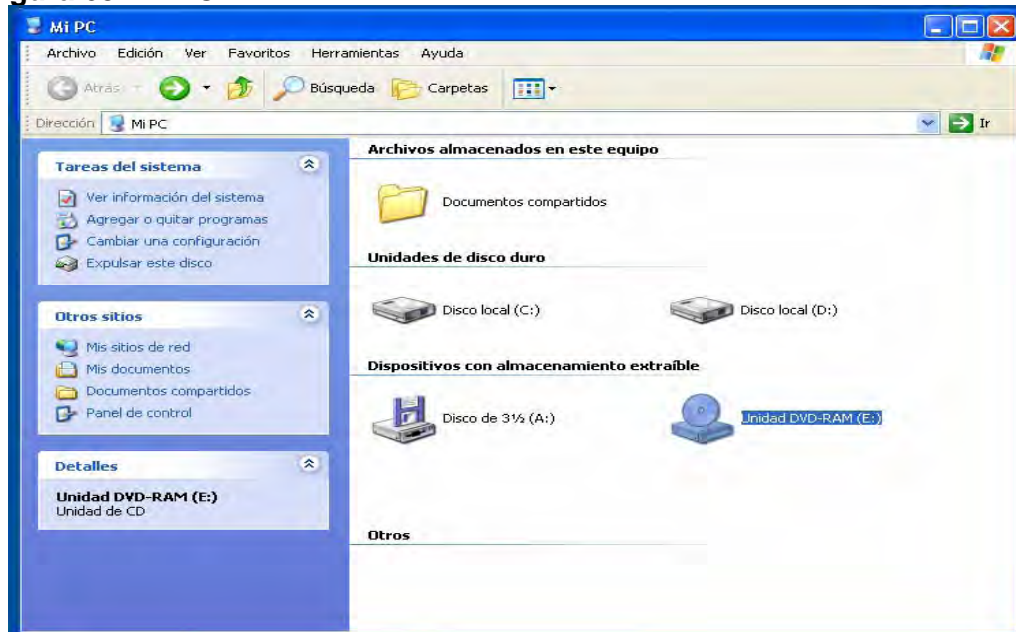 Mi PC
Archivo Edición Ver Favoritos Herramientas Ayuda
Atrás Búsqueda Carpetas
Dirección Mi PC Ir
Tareas del sistema
Ver información del sistema
Agregar o quitar programas
Cambiar una configuración
Expulsar este disco
Otros sitios
Mis sitios de red
Mis documentos
Documentos compartidos
Panel de control
Detalles
Unidad DVD-RAM (E:)
Unidad de CD
Archivos almacenados en este equipo
Documentos compartidos
Unidades de disco duro
Disco local (C:) Disco local (D:)
Dispositivos con almacenamiento extraíble
Disco de 3½ (A:) Unidad DVD-RAM (E:)
Otros